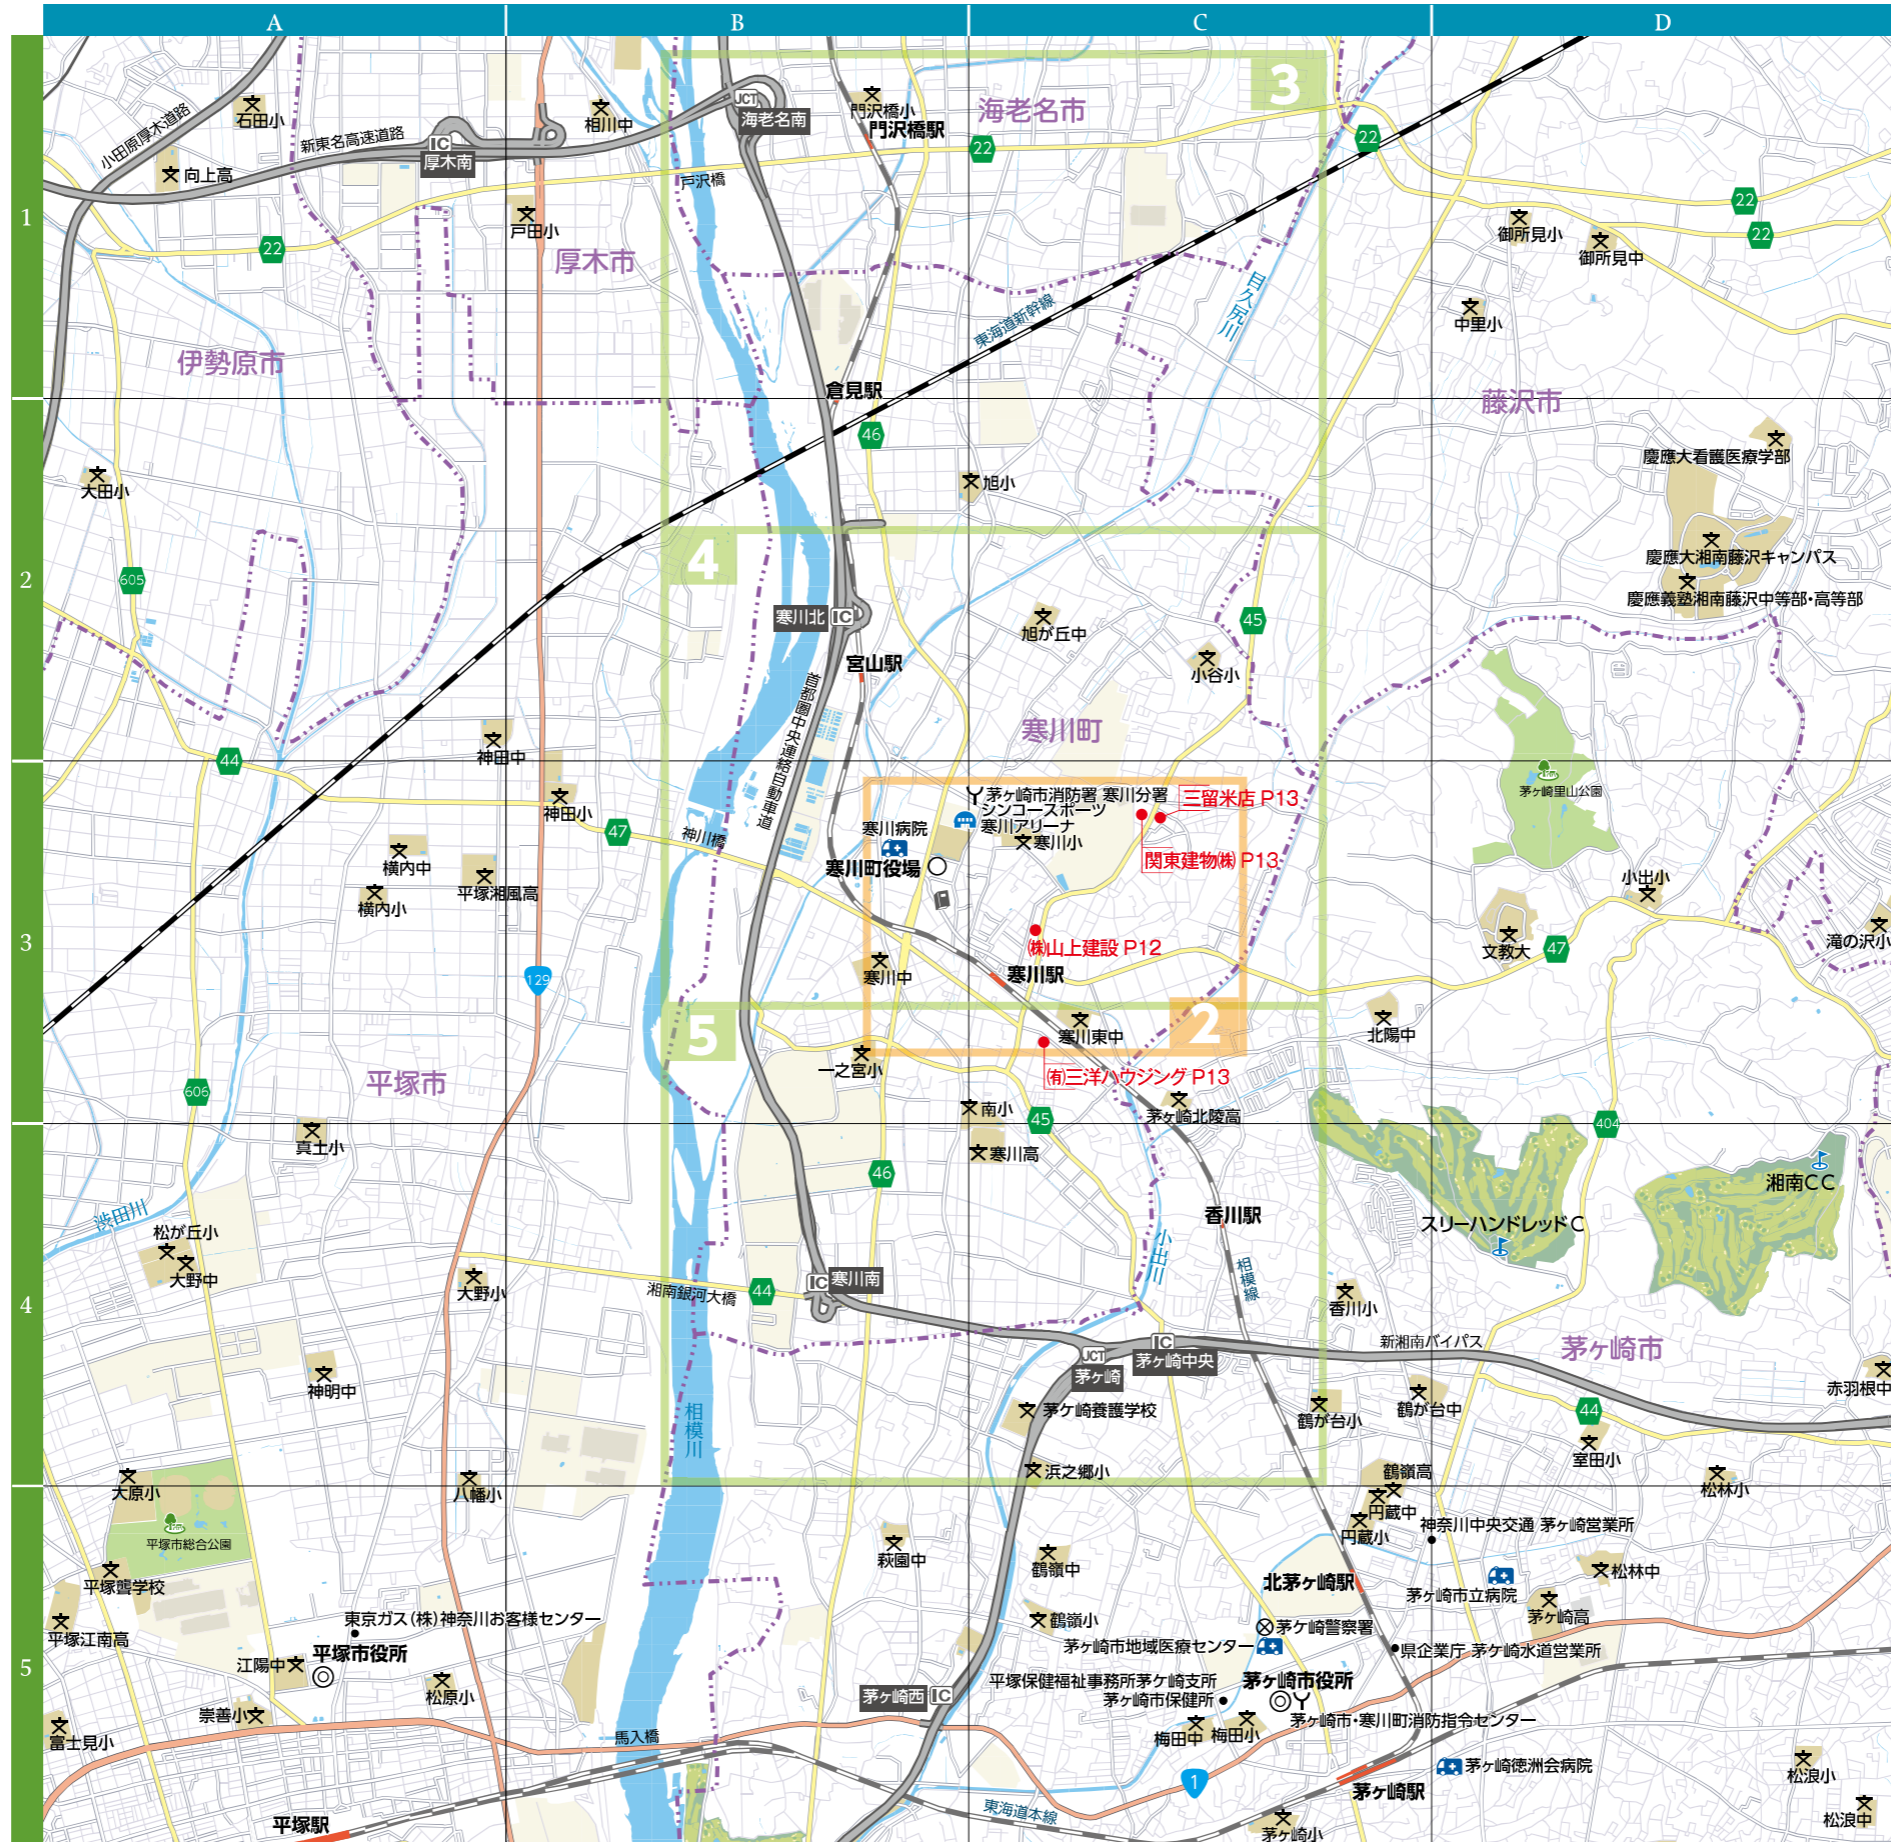 A
B
C
D
1
2
3
4
5
3
4
5
2
石田小
小田原厚木道路
新東名高速道路
向上高
IC
厚木南
相川中
JCT
海老名南
門沢橋小
門沢橋駅
海老名市
22
22
戸沢橋
戸田小
22
厚木市
22
22
御所見小
御所見中
目久尻川
中里小
東海道新幹線
伊勢原市
倉見駅
藤沢市
46
慶應大看護医療学部
大田小
旭小
慶應大湘南藤沢キャンパス
605
慶應義塾湘南藤沢中等部・高等部
寒川北
IC
旭が丘中
45
宮山駅
小谷小
首都圏中央連絡自動車道
寒川町
神田中
44
茅ヶ崎里山公園
神田小
茅ヶ崎市消防署 寒川分署
三留米店 P13
シンコースポーツ
寒川アリーナ
寒川病院
寒川小
47
神川橋
横内中
関東建物㈱ P13
寒川町役場
平塚湘風高
横内小
小出小
㈱山上建設 P12
文教大
47
滝の沢小
寒川中
寒川駅
129
寒川東中
北陽中
一之宮小
㈲三洋ハウジング P13
平塚市
606
南小
茅ヶ崎北陵高
45
404
真土小
寒川高
46
湘南CC
渋田川
香川駅
スリーハンドレッドC
松が丘小
大野中
小出川
相模線
大野小
湘南銀河大橋
44
IC
寒川南
香川小
新湘南バイパス
茅ヶ崎市
JCT
茅ヶ崎
IC
茅ヶ崎中央
神明中
赤羽根中
相模川
茅ケ崎養護学校
鶴が台小
鶴が台中
44
室田小
大原小
八幡小
浜之郷小
鶴嶺高
松林小
円蔵中
円蔵小
神奈川中央交通 茅ヶ崎営業所
平塚市総合公園
萩園中
鶴嶺中
平塚聾学校
北茅ヶ崎駅
茅ヶ崎市立病院
松林中
茅ヶ崎高
東京ガス(株)神奈川お客様センター
鶴嶺小
茅ケ崎警察署
平塚江南高
茅ヶ崎市地域医療センター
県企業庁 茅ケ崎水道営業所
平塚市役所
江陽中
平塚保健福祉事務所茅ケ崎支所
茅ヶ崎市役所
松原小
茅ヶ崎西
IC
茅ヶ崎市保健所
崇善小
茅ヶ崎市・寒川町消防指令センター
富士見小
馬入橋
梅田中
梅田小
茅ヶ崎徳洲会病院
松浪小
1
茅ヶ崎駅
東海道本線
平塚駅
茅ヶ崎小
松浪中